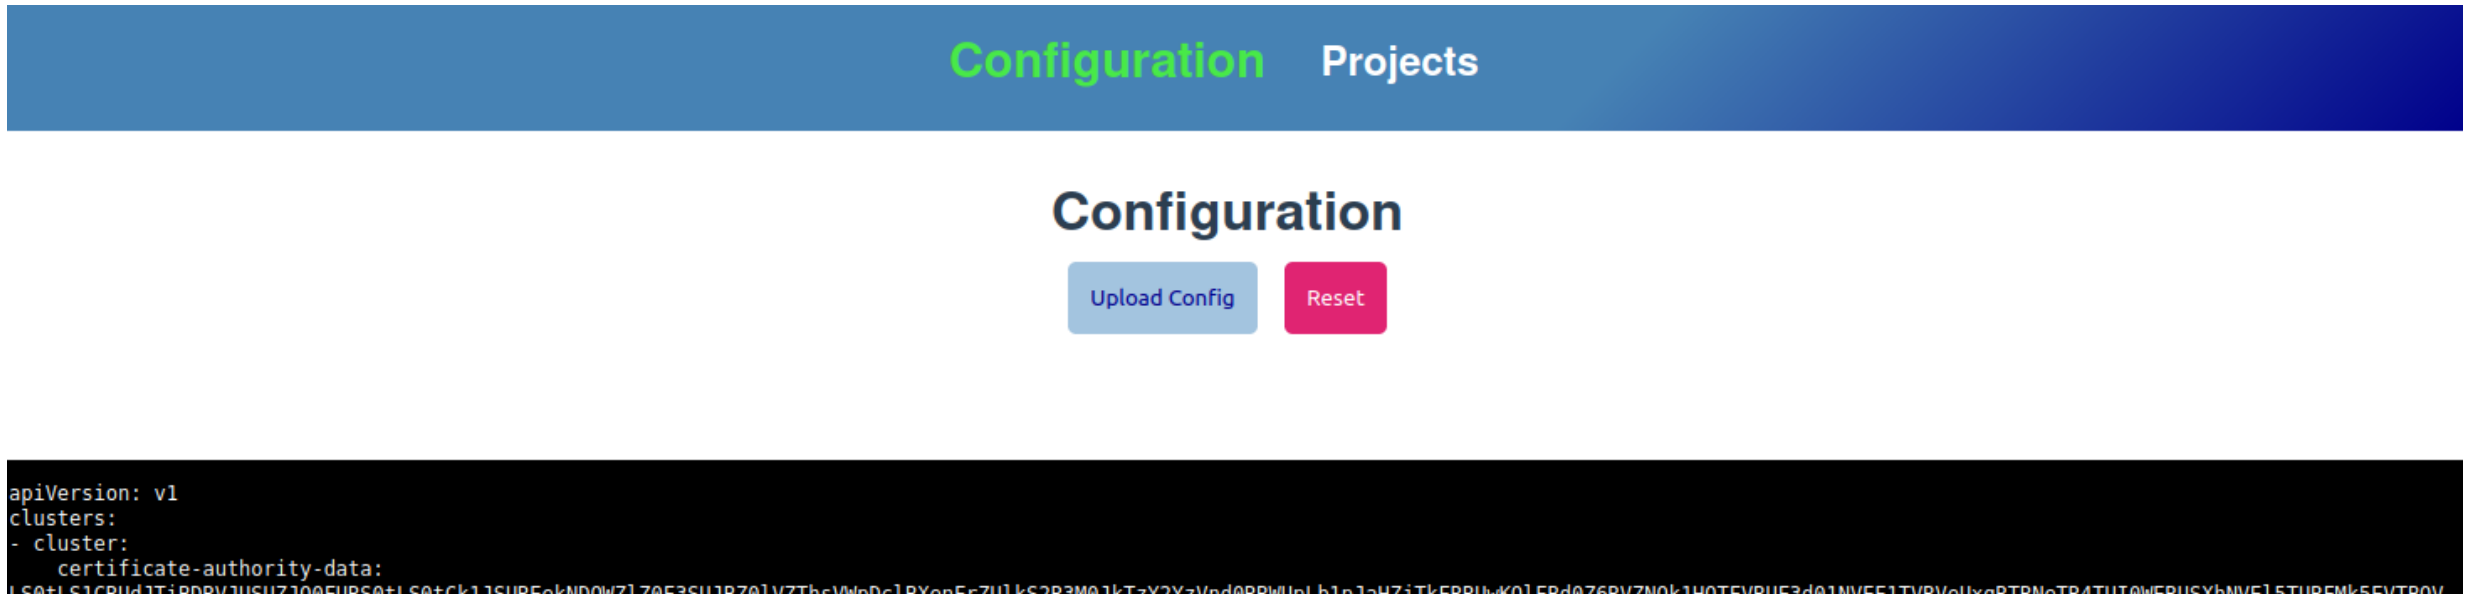 Configuration Projects
Configuration
Upload Config Reset
apiVersion: v1
clusters:
- cluster:
certificate-authority-data: